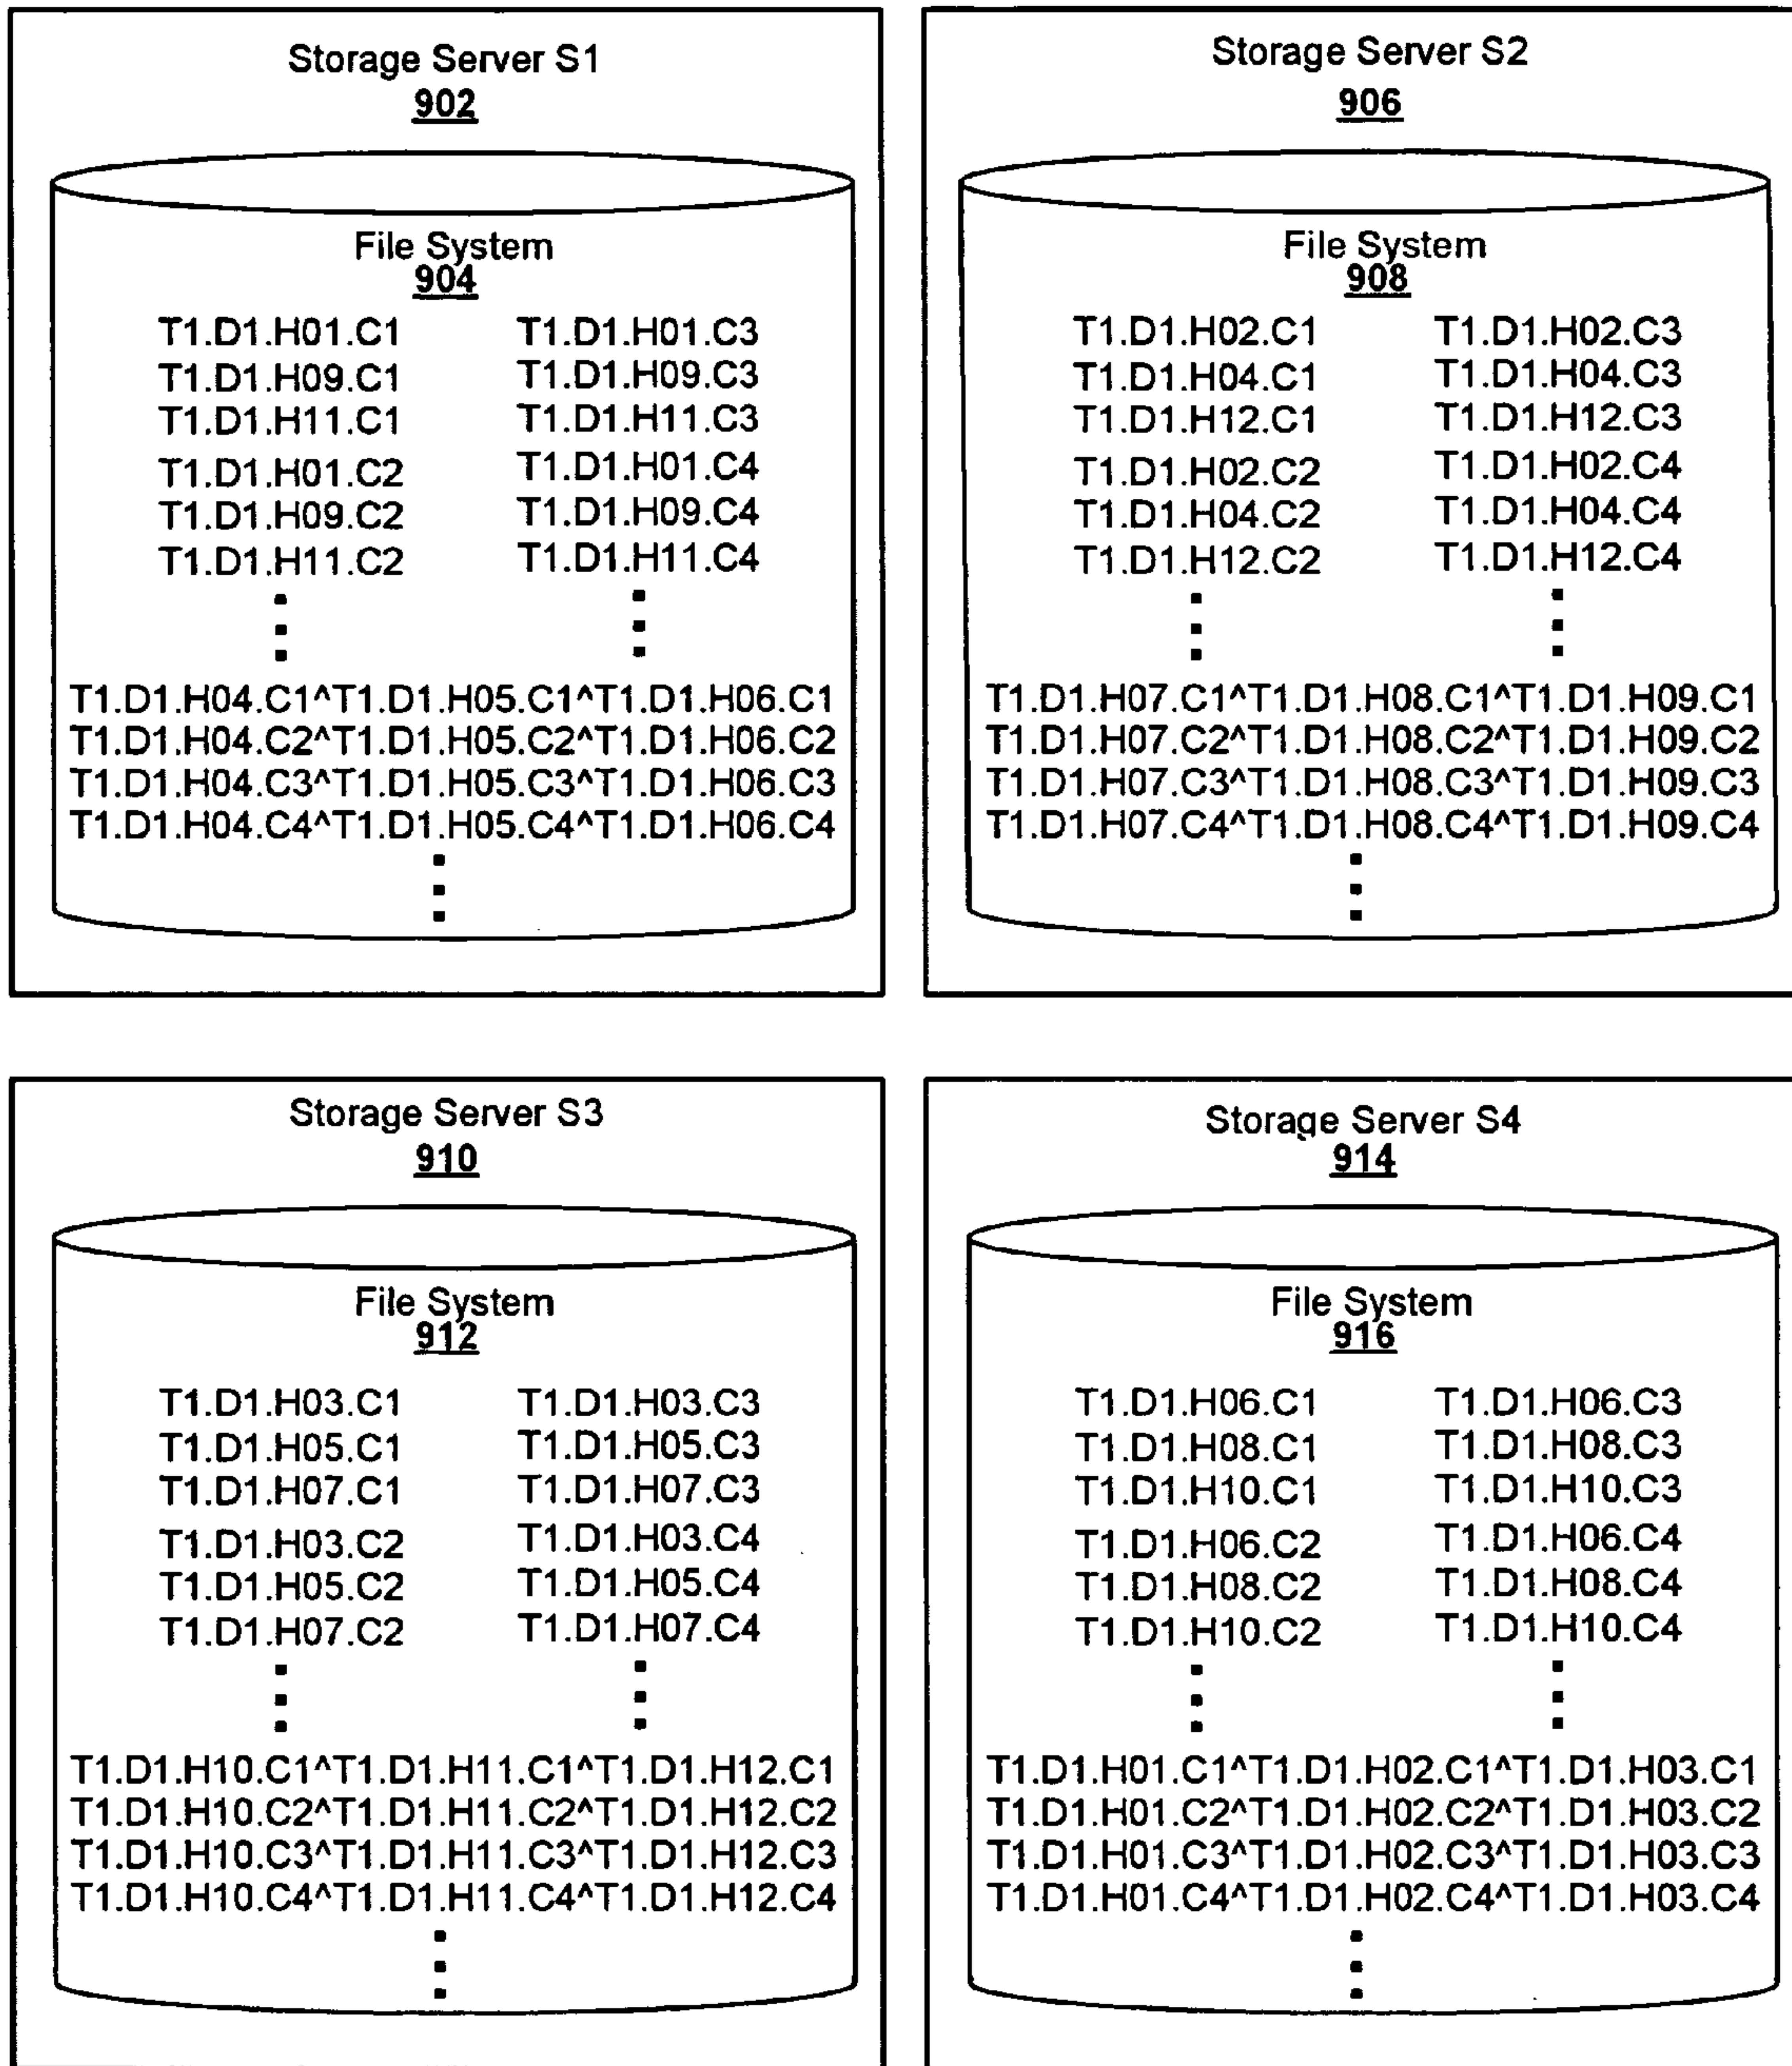 Storage Server S1
902
File System
904
T1.D1.H01.C1 T1.D1.H01.C3
T1.D1.H09.C1 T1.D1.H09.C3
T1.D1.H11.C1 T1.D1.H11.C3
T1.D1.H01.C2 T1.D1.H01.C4
T1.D1.H09.C2 T1.D1.H09.C4
T1.D1.H11.C2 T1.D1.H11.C4
T1.D1.H04.C1^T1.D1.H05.C1^T1.D1.H06.C1
T1.D1.H04.C2^T1.D1.H05.C2^T1.D1.H06.C2
T1.D1.H04.C3^T1.D1.H05.C3^T1.D1.H06.C3
T1.D1.H04.C4^T1.D1.H05.C4^T1.D1.H06.C4
Storage Server S2
906
File System
908
T1.D1.H02.C1 T1.D1.H02.C3
T1.D1.H04.C1 T1.D1.H04.C3
T1.D1.H12.C1 T1.D1.H12.C3
T1.D1.H02.C2 T1.D1.H02.C4
T1.D1.H04.C2 T1.D1.H04.C4
T1.D1.H12.C2 T1.D1.H12.C4
T1.D1.H07.C1^T1.D1.H08.C1^T1.D1.H09.C1
T1.D1.H07.C2^T1.D1.H08.C2^T1.D1.H09.C2
T1.D1.H07.C3^T1.D1.H08.C3^T1.D1.H09.C3
T1.D1.H07.C4^T1.D1.H08.C4^T1.D1.H09.C4
Storage Server S3
910
File System
912
T1.D1.H03.C1 T1.D1.H03.C3
T1.D1.H05.C1 T1.D1.H05.C3
T1.D1.H07.C1 T1.D1.H07.C3
T1.D1.H03.C2 T1.D1.H03.C4
T1.D1.H05.C2 T1.D1.H05.C4
T1.D1.H07.C2 T1.D1.H07.C4
T1.D1.H10.C1^T1.D1.H11.C1^T1.D1.H12.C1
T1.D1.H10.C2^T1.D1.H11.C2^T1.D1.H12.C2
T1.D1.H10.C3^T1.D1.H11.C3^T1.D1.H12.C3
T1.D1.H10.C4^T1.D1.H11.C4^T1.D1.H12.C4
Storage Server S4
914
File System
916
T1.D1.H06.C1 T1.D1.H06.C3
T1.D1.H08.C1 T1.D1.H08.C3
T1.D1.H10.C1 T1.D1.H10.C3
T1.D1.H06.C2 T1.D1.H06.C4
T1.D1.H08.C2 T1.D1.H08.C4
T1.D1.H10.C2 T1.D1.H10.C4
T1.D1.H01.C1^T1.D1.H02.C1^T1.D1.H03.C1
T1.D1.H01.C2^T1.D1.H02.C2^T1.D1.H03.C2
T1.D1.H01.C3^T1.D1.H02.C3^T1.D1.H03.C3
T1.D1.H01.C4^T1.D1.H02.C4^T1.D1.H03.C4